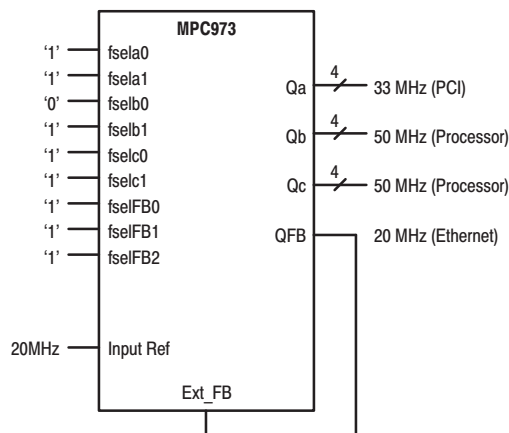 MPC973
‘1’ fsela0
‘1’ fsela1
‘0’ fselb0
‘1’ fselb1
‘1’ fselc0
‘1’ fselc1
‘1’ fselFB0
‘1’ fselFB1
‘1’ fselFB2
20MHz Input Ref
Ext_FB
Qa 4 33 MHz (PCI)
Qb 4 50 MHz (Processor)
Qc 4 50 MHz (Processor)
QFB 20 MHz (Ethernet)